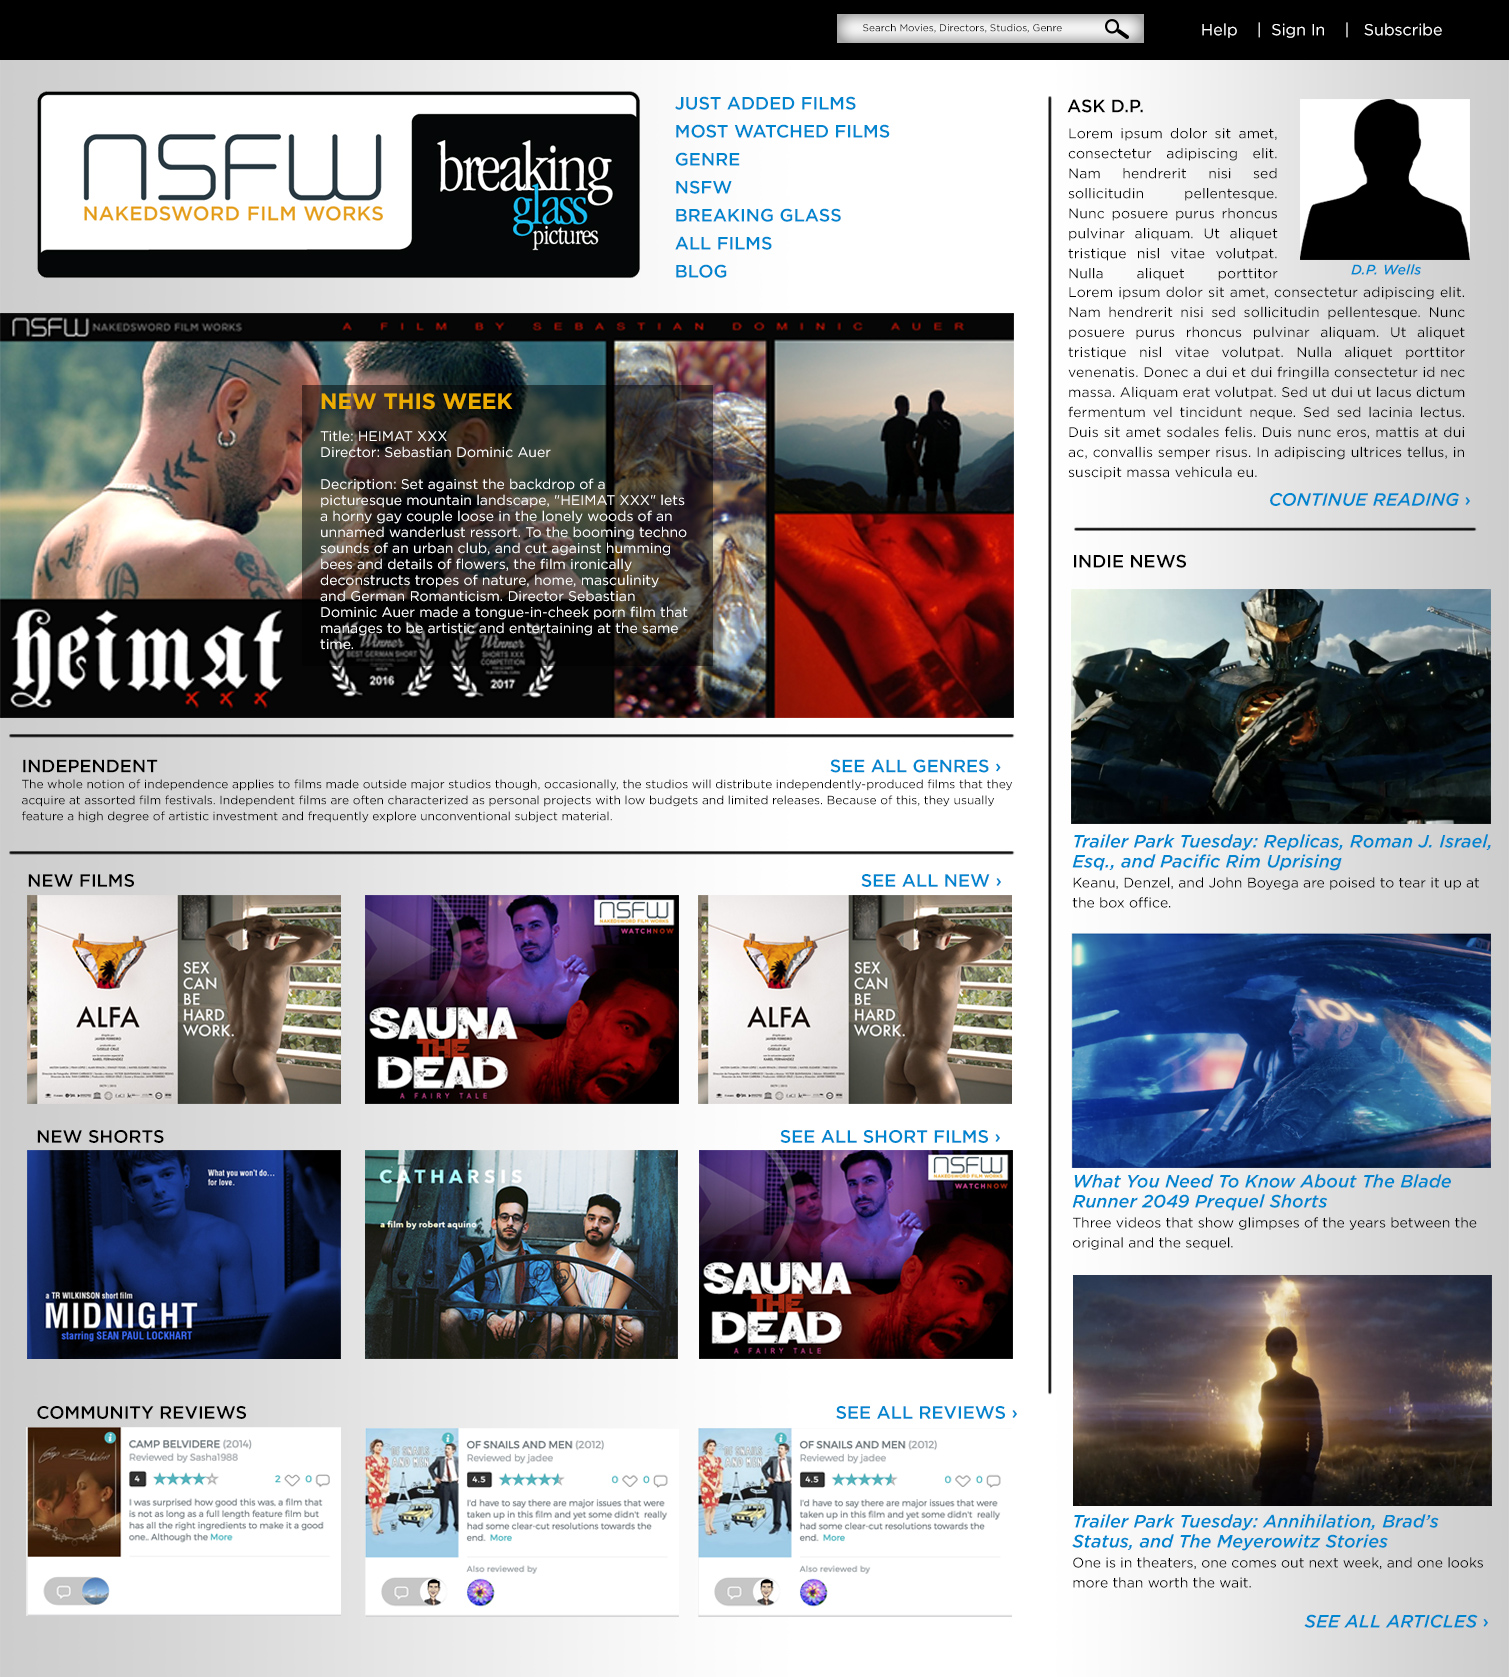 Search Movies, Directors, Studios, Genre
Help | Sign In | Subscribe
nSFW
NAKEDSWORD FILM WORKS
breaking
glass
pictures
JUST ADDED FILMS
MOST WATCHED FILMS
GENRE
NSFW
BREAKING GLASS
ALL FILMS
BLOG
nSFW NAKEDSWORD FILM WORKS
A FILM BY SEBASTIAN DOMINIC AUER
NEW THIS WEEK
Title: HEIMAT XXX
Director: Sebastian Dominic Auer
Decription: Set against the backdrop of a
picturesque mountain landscape, "HEIMAT XXX" lets
a horny gay couple loose in the lonely woods of an
unnamed wanderlust ressort. To the booming techno
sounds of an urban club, and cut against humming
bees and details of flowers, the film ironically
deconstructs tropes of nature, home, masculinity
and German Romanticism. Director Sebastian
Dominic Auer made a tongue-in-cheek porn film that
manages to be artistic and entertaining at the same
time.
heimat
xxx
Winner
BEST GERMAN SHORT
2016
Winner
SHORTS XXX
COMPETITION
2017
INDEPENDENT
SEE ALL GENRES ›
The whole notion of independence applies to films made outside major studios though, occasionally, the studios will distribute independently-produced films that they
acquire at assorted film festivals. Independent films are often characterized as personal projects with low budgets and limited releases. Because of this, they usually
feature a high degree of artistic investment and frequently explore unconventional subject material.
NEW FILMS
SEE ALL NEW ›
ALFA
SEX
CAN
BE
HARD
WORK.
nSFW
NAKEDSWORD FILM WORKS
WATCHNOW
SAUNA
THE
DEAD
A FAIRY TALE
ALFA
SEX
CAN
BE
HARD
WORK.
NEW SHORTS
SEE ALL SHORT FILMS ›
What you won't do...
for love.
a TR WILKINSON short film
MIDNIGHT
starring SEAN PAUL LOCKHART
CATHARSIS
a film by robert aquino
nSFW
NAKEDSWORD FILM WORKS
WATCHNOW
SAUNA
THE
DEAD
A FAIRY TALE
COMMUNITY REVIEWS
SEE ALL REVIEWS ›
Camp Belvidere
CAMP BELVIDERE (2014)
Reviewed by Sasha1988
4
2 0
I was surprised how good this was, a film that
is not as long as a full length feature film but
has all the right ingredients to make it a good
one.. Although the More
OF SNAILS
AND MEN
OF SNAILS AND MEN (2012)
Reviewed by jadee
4.5
0 0
I'd have to say there are major issues that were
taken up in this film and yet some didn't really
had some clear-cut resolutions towards the
end. More
Also reviewed by
OF SNAILS
AND MEN
OF SNAILS AND MEN (2012)
Reviewed by jadee
4.5
0 0
I'd have to say there are major issues that were
taken up in this film and yet some didn't really
had some clear-cut resolutions towards the
end. More
Also reviewed by
ASK D.P.
Lorem ipsum dolor sit amet,
consectetur adipiscing elit.
Nam hendrerit nisi sed
sollicitudin pellentesque.
Nunc posuere purus rhoncus
pulvinar aliquam. Ut aliquet
tristique nisl vitae volutpat.
Nulla aliquet porttitor
D.P. Wells
Lorem ipsum dolor sit amet, consectetur adipiscing elit.
Nam hendrerit nisi sed sollicitudin pellentesque. Nunc
posuere purus rhoncus pulvinar aliquam. Ut aliquet
tristique nisl vitae volutpat. Nulla aliquet porttitor
venenatis. Donec a dui et dui fringilla consectetur id nec
massa. Aliquam erat volutpat. Sed ut dui ut lacus dictum
fermentum vel tincidunt neque. Sed sed lacinia lectus.
Duis sit amet sodales felis. Duis nunc eros, mattis at dui
ac, convallis semper risus. In adipiscing ultrices tellus, in
suscipit massa vehicula eu.
CONTINUE READING ›
INDIE NEWS
Trailer Park Tuesday: Replicas, Roman J. Israel,
Esq., and Pacific Rim Uprising
Keanu, Denzel, and John Boyega are poised to tear it up at
the box office.
What You Need To Know About The Blade
Runner 2049 Prequel Shorts
Three videos that show glimpses of the years between the
original and the sequel.
Trailer Park Tuesday: Annihilation, Brad's
Status, and The Meyerowitz Stories
One is in theaters, one comes out next week, and one looks
more than worth the wait.
SEE ALL ARTICLES ›